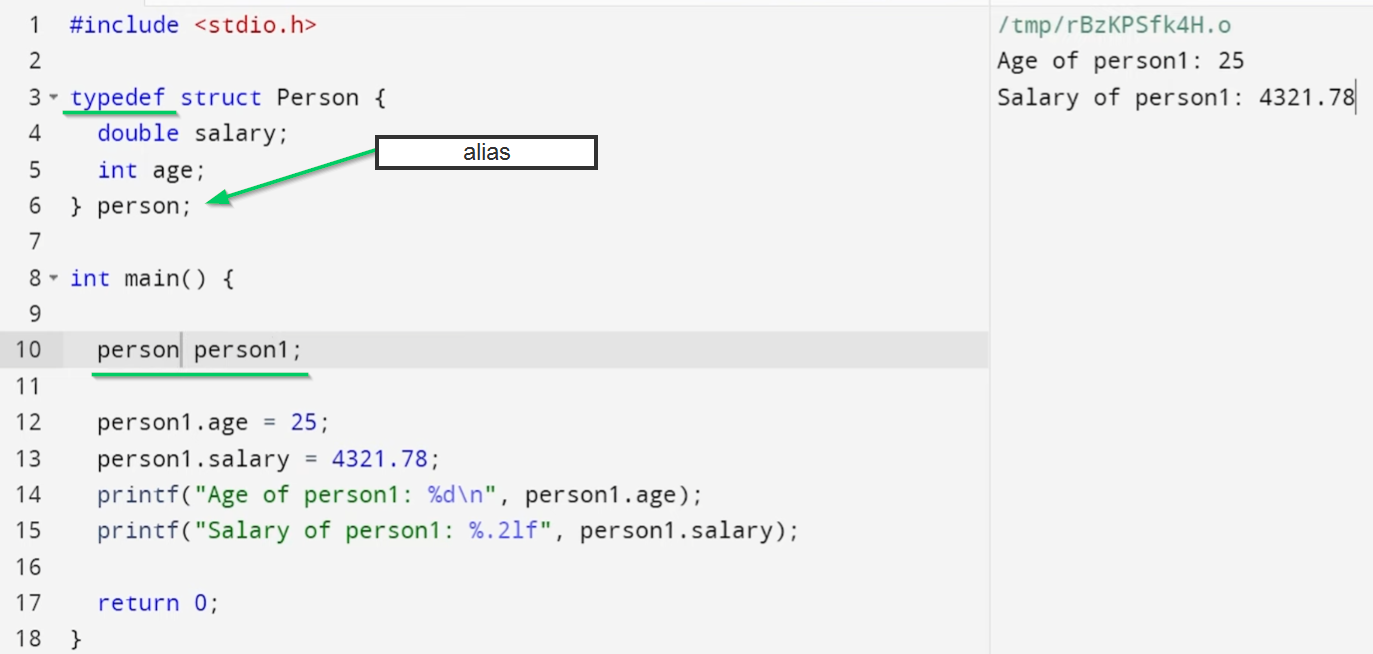 1 #include <stdio.h>
2
3 typedef struct Person {
4 double salary;
5 int age;
6 } person;
7
8 int main() {
9
10 person person1;
11
12 person1.age = 25;
13 person1.salary = 4321.78;
14 printf("Age of person1: %d\n", person1.age);
15 printf("Salary of person1: %.2lf", person1.salary);
16
17 return 0;
18 }
alias
/tmp/rBzKPSfk4H.o
Age of person1: 25
Salary of person1: 4321.78